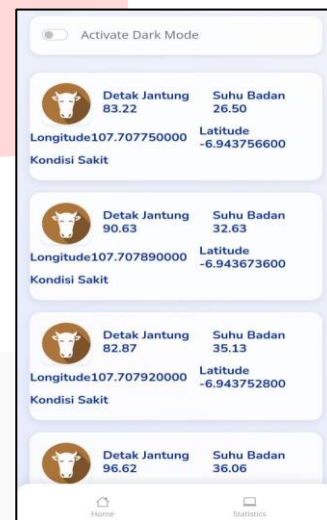 Activate Dark Mode
Detak Jantung Suhu Badan
83.22 26.50
Longitude107.707750000 Latitude
-6.943756600
Kondisi Sakit
Detak Jantung Suhu Badan
90.63 32.63
Longitude107.707890000 Latitude
-6.943673600
Kondisi Sakit
Detak Jantung Suhu Badan
82.87 35.13
Longitude107.707920000 Latitude
-6.943752800
Kondisi Sakit
Detak Jantung Suhu Badan
96.62 36.06
Home Statistics